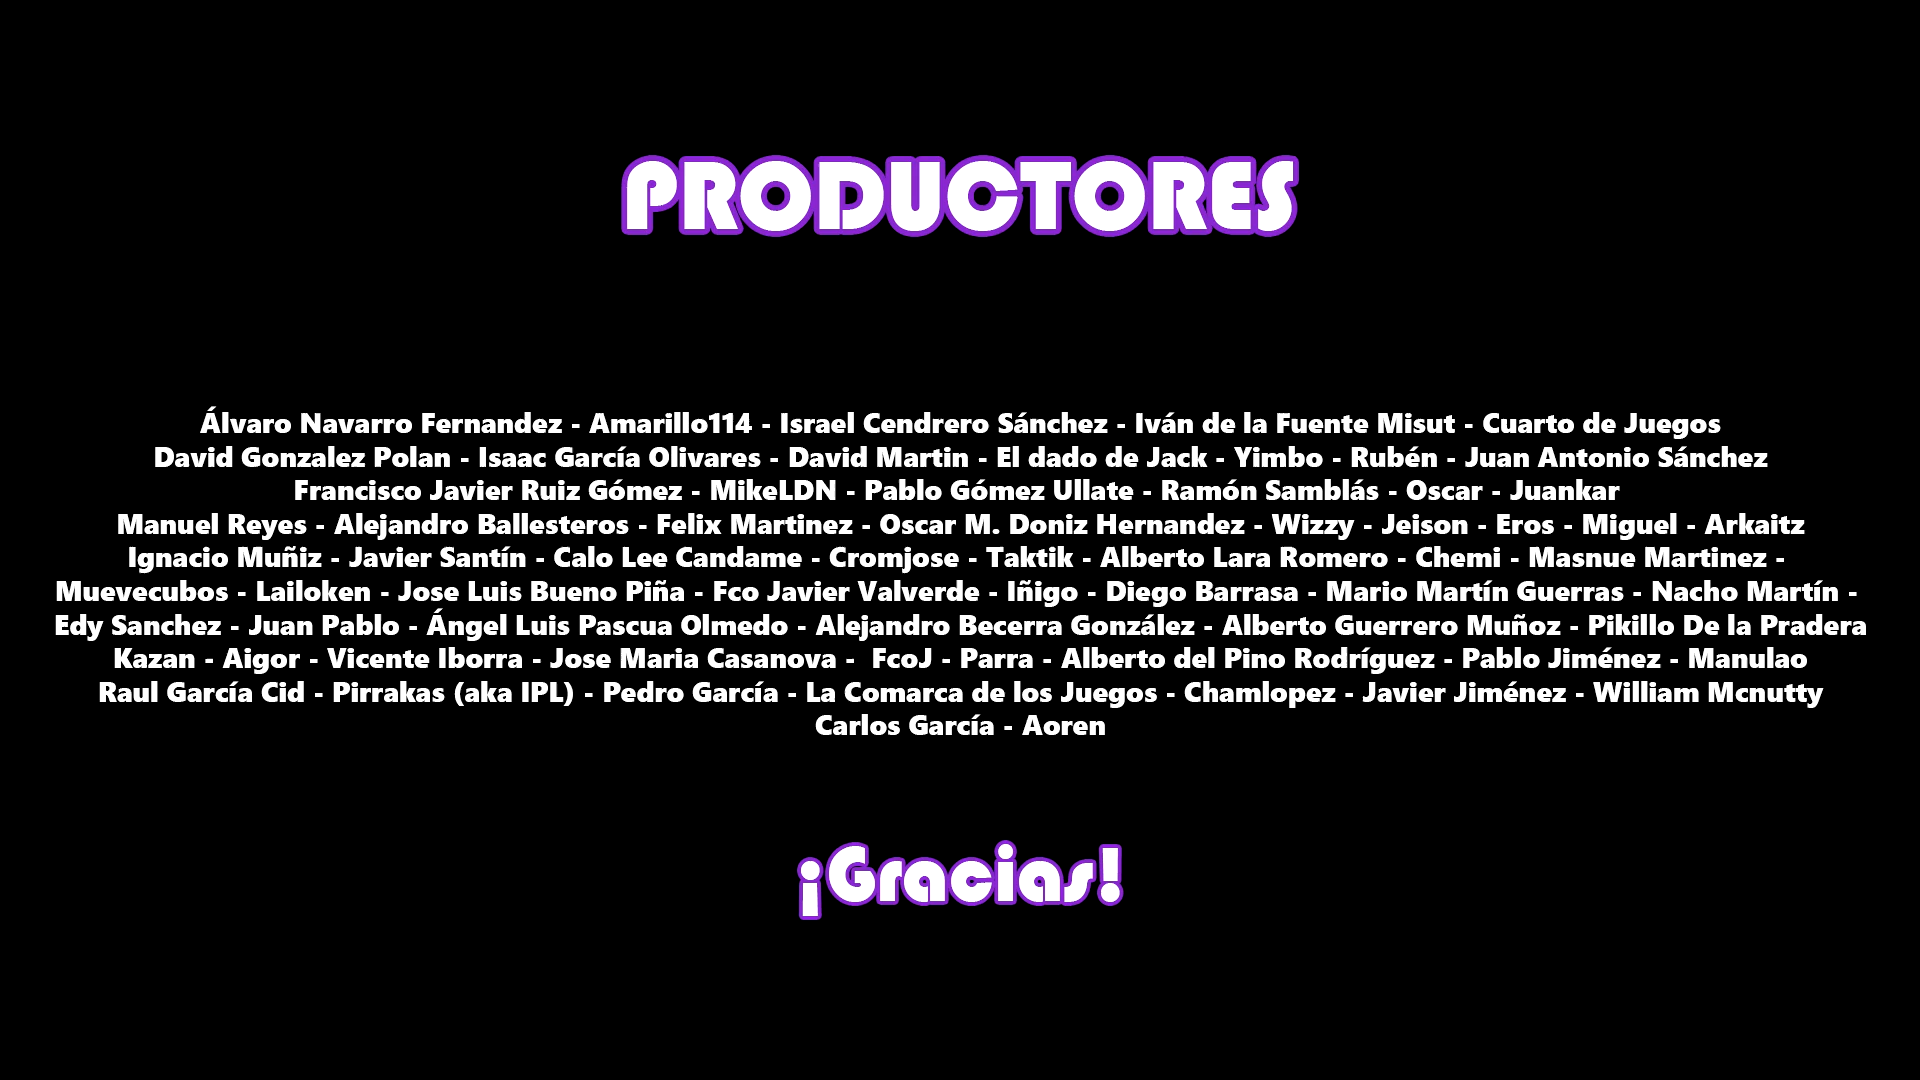 PRODUCTORES
Álvaro Navarro Fernandez - Amarillo114 - Israel Cendrero Sánchez - Iván de la Fuente Misut - Cuarto de Juegos
David Gonzalez Polan - Isaac García Olivares - David Martin - El dado de Jack - Yimbo - Rubén - Juan Antonio Sánchez
Francisco Javier Ruiz Gómez - MikeLDN - Pablo Gómez Ullate - Ramón Samblás - Oscar - Juankar
Manuel Reyes - Alejandro Ballesteros - Felix Martinez - Oscar M. Doniz Hernandez - Wizzy - Jeison - Eros - Miguel - Arkaitz
Ignacio Muñiz - Javier Santín - Calo Lee Candame - Cromjose - Taktik - Alberto Lara Romero - Chemi - Masnue Martinez -
Muevecubos - Lailoken - Jose Luis Bueno Piña - Fco Javier Valverde - Iñigo - Diego Barrasa - Mario Martín Guerras - Nacho Martín -
Edy Sanchez - Juan Pablo - Ángel Luis Pascua Olmedo - Alejandro Becerra González - Alberto Guerrero Muñoz - Pikillo De la Pradera
Kazan - Aigor - Vicente Iborra - Jose Maria Casanova -  FcoJ - Parra - Alberto del Pino Rodríguez - Pablo Jiménez - Manulao
Raul García Cid - Pirrakas (aka IPL) - Pedro García - La Comarca de los Juegos - Chamlopez - Javier Jiménez - William Mcnutty
Carlos García - Aoren
¡Gracias!